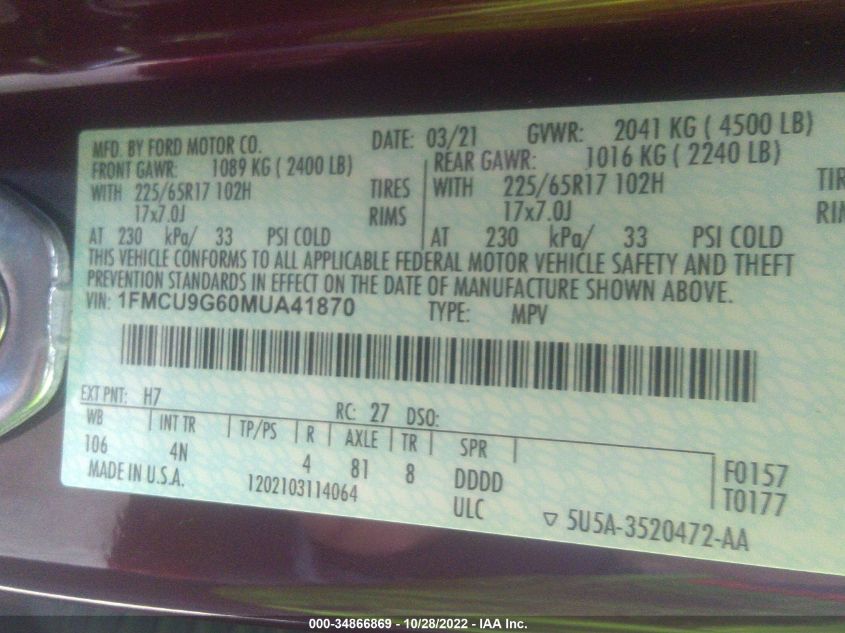 MFD. BY FORD MOTOR CO. DATE: 03/21 GVWR: 2041 KG ( 4500 LB)
FRONT GAWR: 1089 KG ( 2400 LB) REAR GAWR: 1016 KG ( 2240 LB)
WITH 225/65R17 102H TIRES WITH 225/65R17 102H
17x7.0J RIMS 17x7.0J
AT 230 kPa/ 33 PSI COLD AT 230 kPa/ 33 PSI COLD
THIS VEHICLE CONFORMS TO ALL APPLICABLE FEDERAL MOTOR VEHICLE SAFETY AND THEFT
PREVENTION STANDARDS IN EFFECT ON THE DATE OF MANUFACTURE SHOWN ABOVE.
VIN: 1FMCU9G60MUA41870 TYPE: MPV
EXT PNT: H7 RC: 27 DSO:
WB INT TR TP/PS R AXLE TR SPR
106 4N 4 81 8 DDDD F0157
MADE IN U.S.A. 1202103114064 ULC T0177
5U5A-3520472-AA
000-34866869 - 10/28/2022 - IAA Inc.